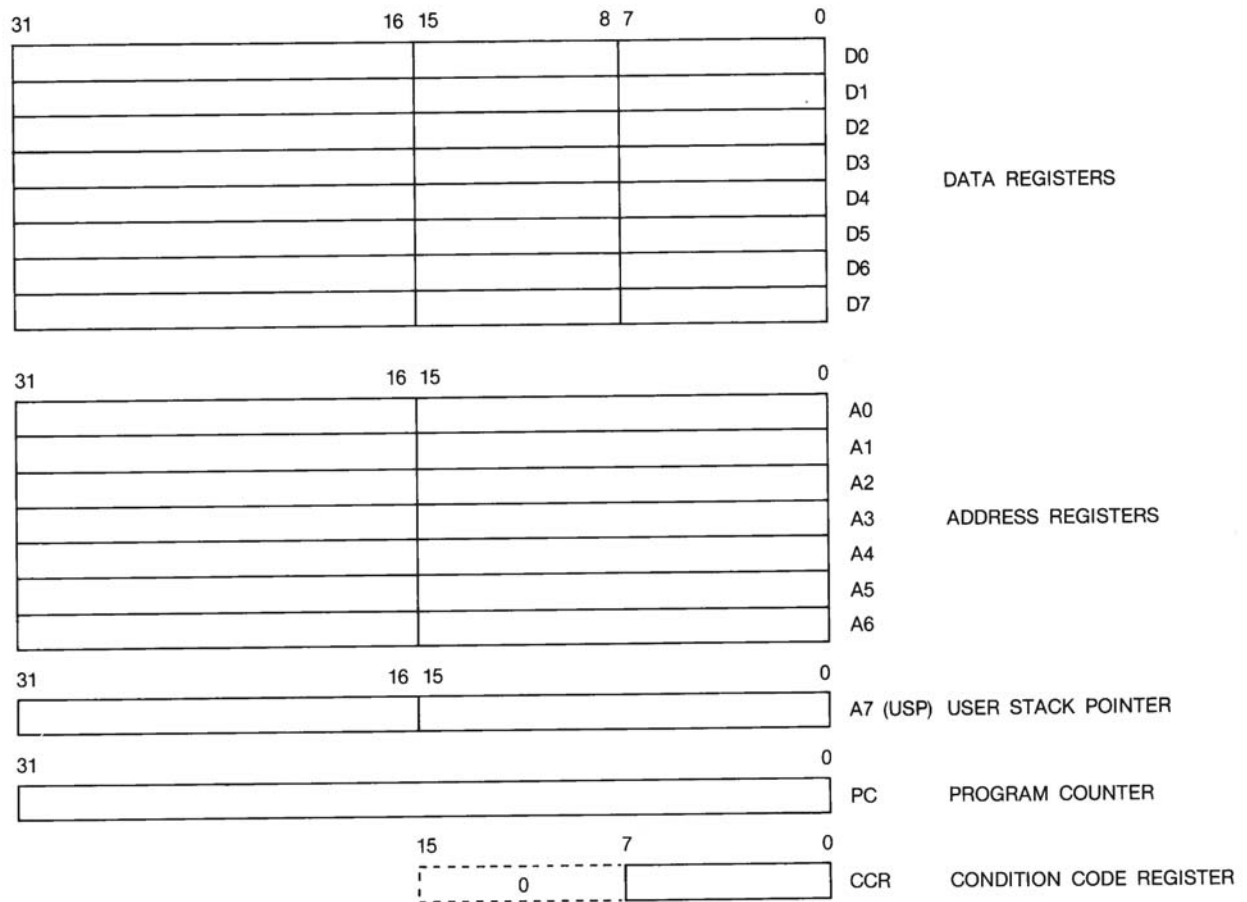 31 16 15 8 7 0
D0
D1
D2
D3
D4
D5
D6
D7
DATA REGISTERS
31 16 15 0
A0
A1
A2
A3
A4
A5
A6
ADDRESS REGISTERS
31 16 15 0
A7 (USP) USER STACK POINTER
31 0
PC PROGRAM COUNTER
15 7 0
0 CCR CONDITION CODE REGISTER